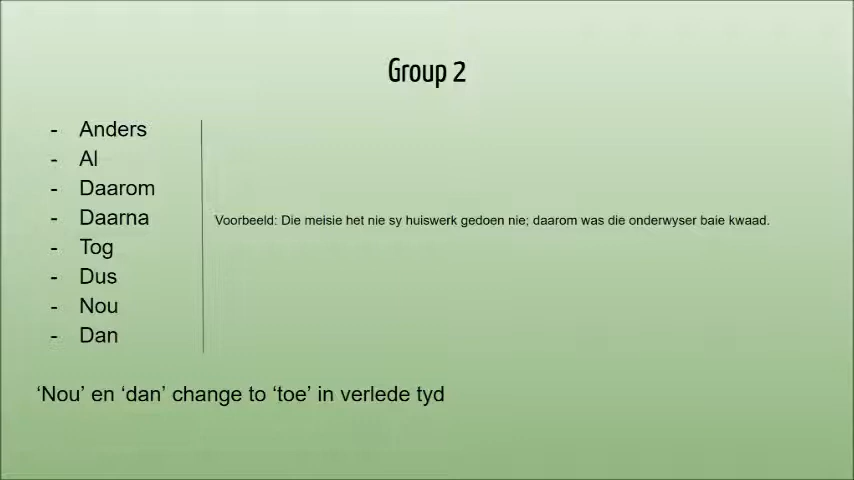 Group 2
- Anders
- Al
- Daarom
- Daarna
- Tog
- Dus
- Nou
- Dan
Voorbeeld: Die meisie het nie sy huiswerk gedoen nie; daarom was die onderwyser baie kwaad.
‘Nou’ en ‘dan’ change to ‘toe’ in verlede tyd